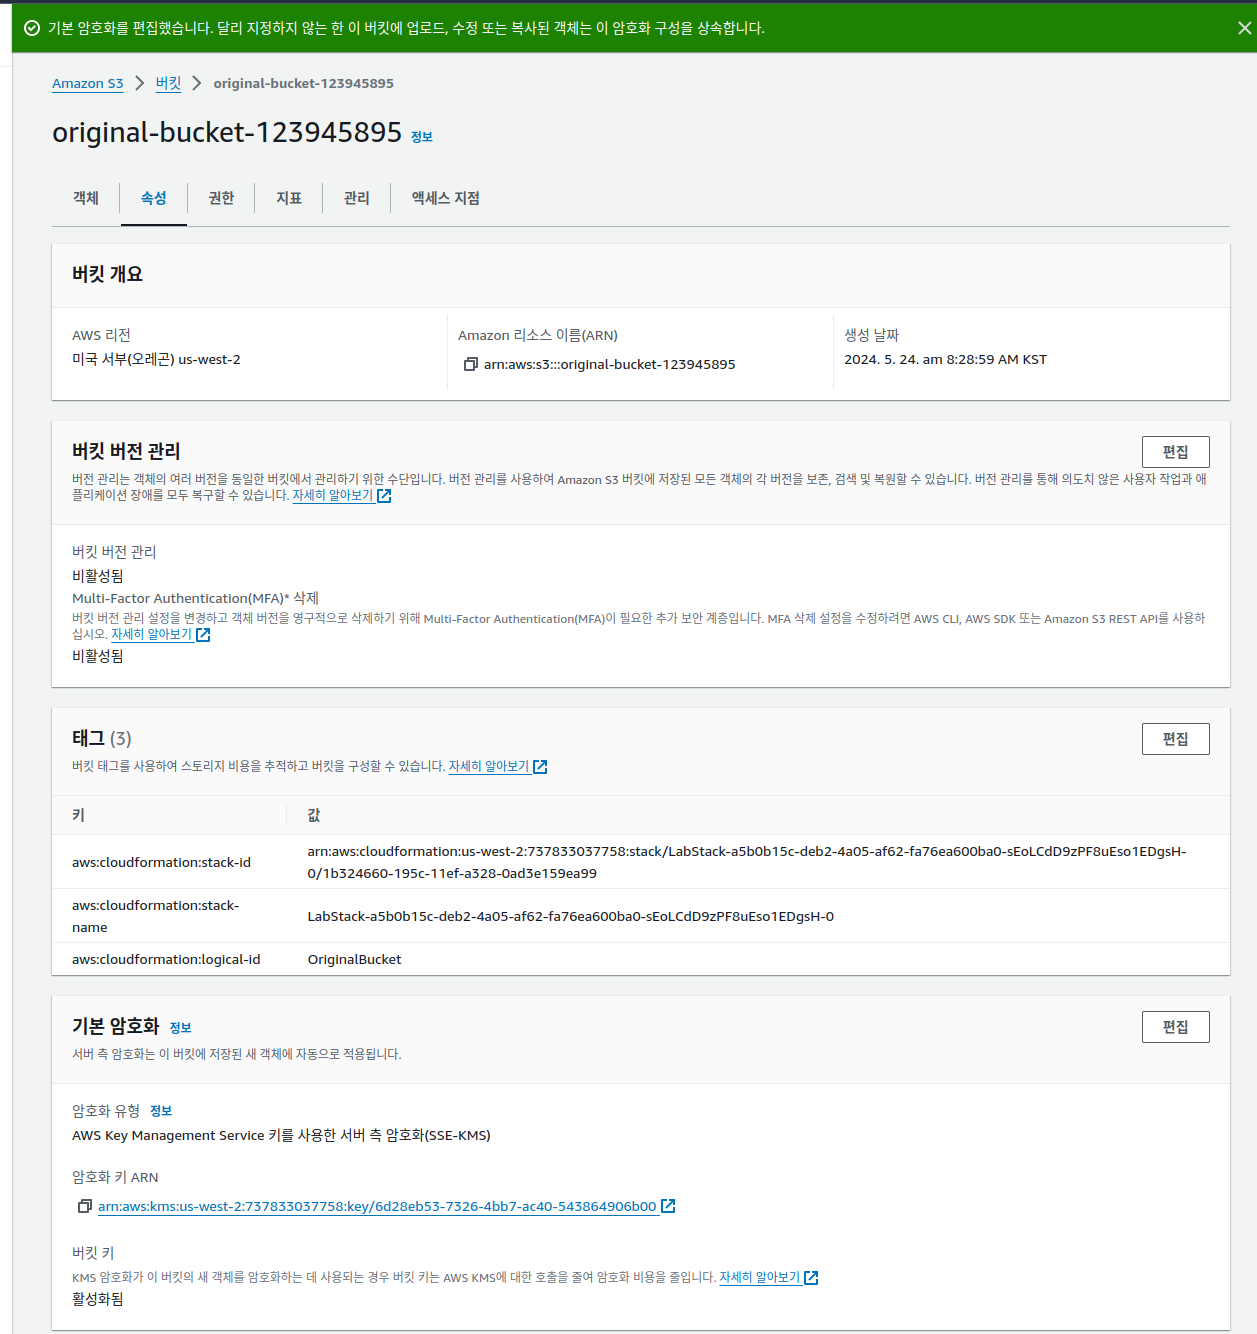 기본 암호화를 편집했습니다. 달리 지정하지 않는 한 이 버킷에 업로드, 수정 또는 복사된 객체는 이 암호화 구성을 상속합니다.
Amazon S3 > 버킷 > original-bucket-123945895
original-bucket-123945895 정보
객체 속성 권한 지표 관리 액세스 지점
버킷 개요
AWS 리전
미국 서부(오레곤) us-west-2
Amazon 리소스 이름(ARN)
arn:aws:s3:::original-bucket-123945895
생성 날짜
2024. 5. 24. am 8:28:59 AM KST
버킷 버전 관리
편집
버전 관리는 객체의 여러 버전을 동일한 버킷에서 관리하기 위한 수단입니다. 버전 관리를 사용하여 Amazon S3 버킷에 저장된 모든 객체의 각 버전을 보존, 검색 및 복원할 수 있습니다. 버전 관리를 통해 의도치 않은 사용자 작업과 애
플리케이션 장애를 모두 복구할 수 있습니다. 자세히 알아보기
버킷 버전 관리
비활성됨
Multi-Factor Authentication(MFA)* 삭제
버킷 버전 관리 설정을 변경하고 객체 버전을 영구적으로 삭제하기 위해 Multi-Factor Authentication(MFA)이 필요한 추가 보안 계층입니다. MFA 삭제 설정을 수정하려면 AWS CLI, AWS SDK 또는 Amazon S3 REST API를 사용하
십시오. 자세히 알아보기
비활성됨
태그 (3)
편집
버킷 태그를 사용하여 스토리지 비용을 추적하고 버킷을 구성할 수 있습니다. 자세히 알아보기
키 값
aws:cloudformation:stack-id
arn:aws:cloudformation:us-west-2:737833037758:stack/LabStack-a5b0b15c-deb2-4a05-af62-fa76ea600ba0-sEoLCdD9zPF8uEso1EDgsH-
0/1b324660-195c-11ef-a328-0ad3e159ea99
aws:cloudformation:stack-
name
LabStack-a5b0b15c-deb2-4a05-af62-fa76ea600ba0-sEoLCdD9zPF8uEso1EDgsH-0
aws:cloudformation:logical-id OriginalBucket
기본 암호화 정보
편집
서버 측 암호화는 이 버킷에 저장된 새 객체에 자동으로 적용됩니다.
암호화 유형 정보
AWS Key Management Service 키를 사용한 서버 측 암호화(SSE-KMS)
암호화 키 ARN
arn:aws:kms:us-west-2:737833037758:key/6d28eb53-7326-4bb7-ac40-543864906b00
버킷 키
KMS 암호화가 이 버킷의 새 객체를 암호화하는 데 사용되는 경우 버킷 키는 AWS KMS에 대한 호출을 줄여 암호화 비용을 줄입니다. 자세히 알아보기
활성화됨